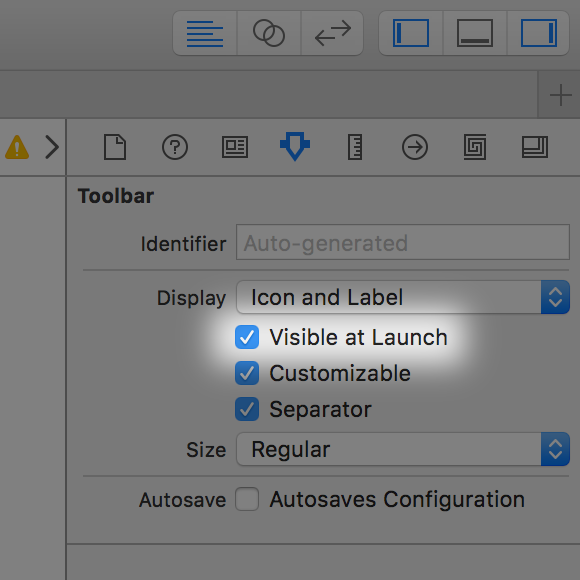 Toolbar
Identifier Auto-generated
Display Icon and Label
Visible at Launch
Customizable
Separator
Size Regular
Autosave Autosaves Configuration